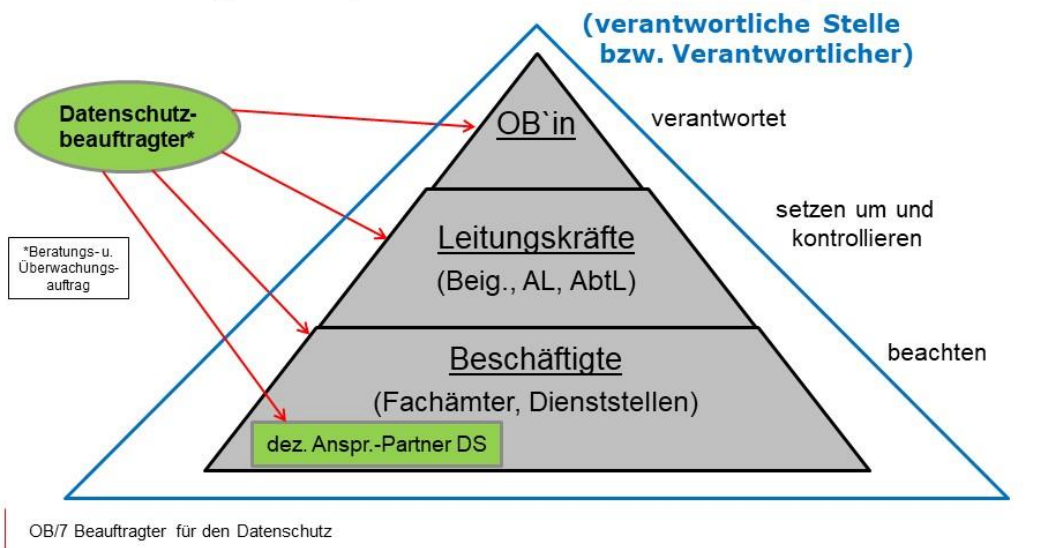 (verantwortliche Stelle
bzw. Verantwortlicher)
Datenschutz-
beauftragter*
OB`in
verantwortet
Leitungskräfte
(Beig., AL, AbtL)
setzen um und
kontrollieren
*Beratungs- u.
Überwachungs-
auftrag
Beschäftigte
(Fachämter, Dienststellen)
beachten
dez. Anspr.-Partner DS
OB/7 Beauftragter für den Datenschutz